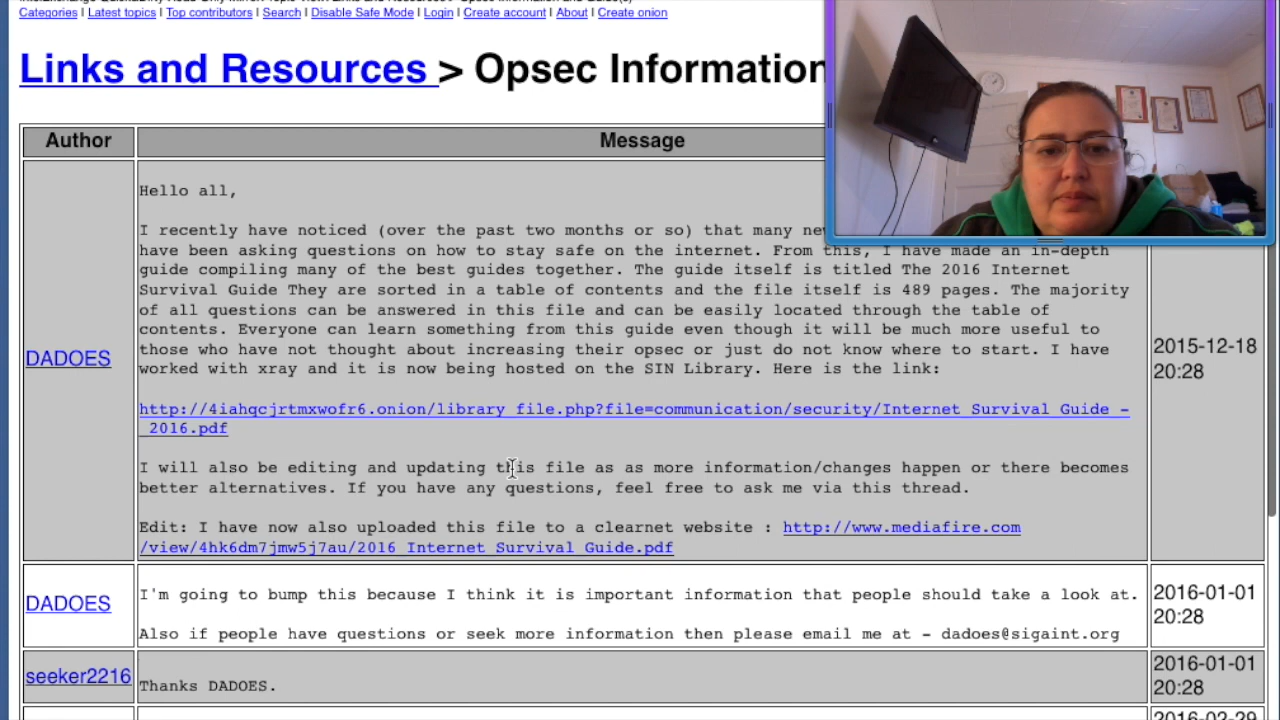 Categories | Latest topics | Top contributors | Search | Disable Safe Mode | Login | Create account | About | Create onion
Links and Resources > Opsec Information
Author
Message
Hello all,
I recently have noticed (over the past two months or so) that many new
have been asking questions on how to stay safe on the internet. From this, I have made an in-depth
guide compiling many of the best guides together. The guide itself is titled The 2016 Internet
Survival Guide They are sorted in a table of contents and the file itself is 489 pages. The majority
of all questions can be answered in this file and can be easily located through the table of
contents. Everyone can learn something from this guide even though it will be much more useful to
those who have not thought about increasing their opsec or just do not know where to start. I have
worked with xray and it is now being hosted on the SIN Library. Here is the link:
DADOES
2015-12-18
20:28
http://4iahqcjrtmxwofr6.onion/library_file.php?file=communication/security/Internet_Survival_Guide_-
_2016.pdf
I will also be editing and updating this file as as more information/changes happen or there becomes
better alternatives. If you have any questions, feel free to ask me via this thread.
Edit: I have now also uploaded this file to a clearnet website : http://www.mediafire.com
/view/4hk6dm7jmw5j7au/2016_Internet_Survival_Guide.pdf
DADOES
I'm going to bump this because I think it is important information that people should take a look at.
Also if people have questions or seek more information then please email me at - dadoes@sigaint.org
2016-01-01
20:28
seeker2216
Thanks DADOES.
2016-01-01
20:28